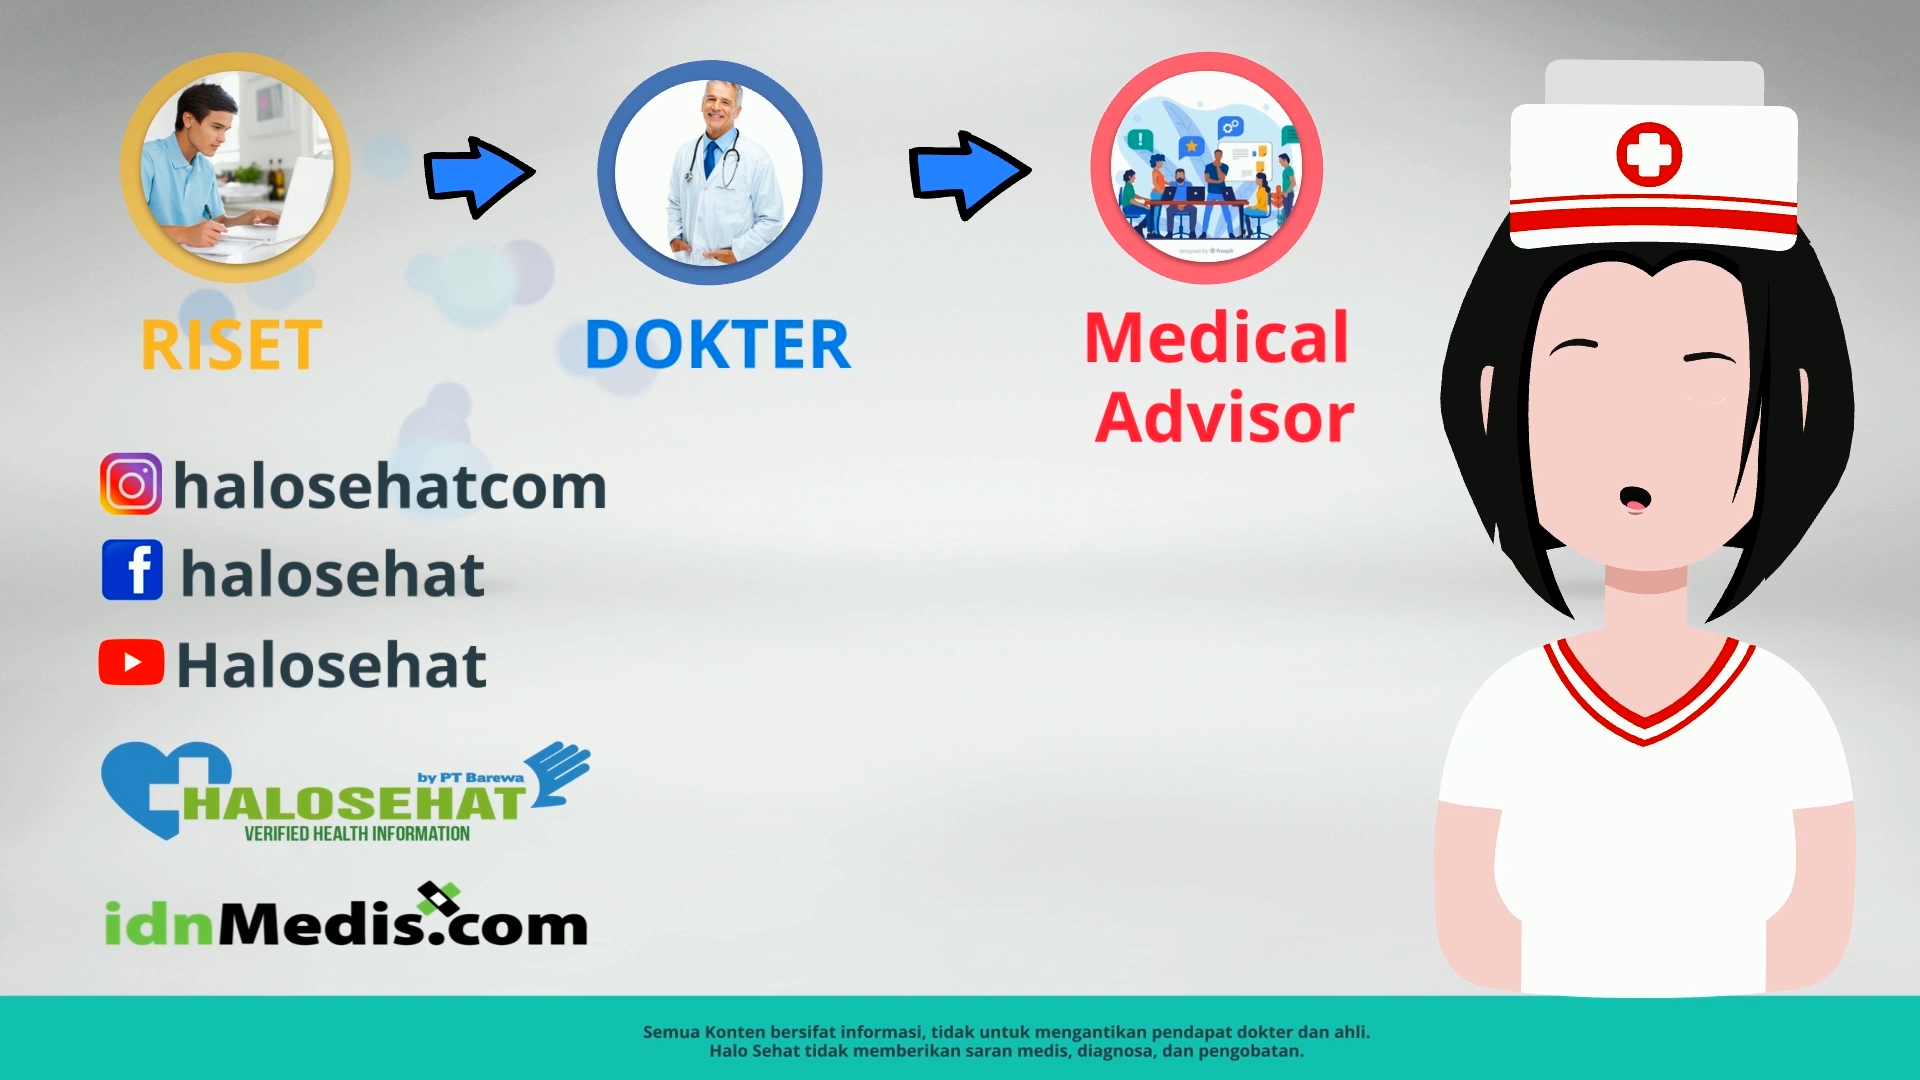 RISET
DOKTER
Medical
Advisor
halosehatcom
halosehat
Halosehat
by PT Barewa
HALOSEHAT
VERIFIED HEALTH INFORMATION
idnMedis.com
Semua Konten bersifat informasi, tidak untuk mengantikan pendapat dokter dan ahli.
Halo Sehat tidak memberikan saran medis, diagnosa, dan pengobatan.